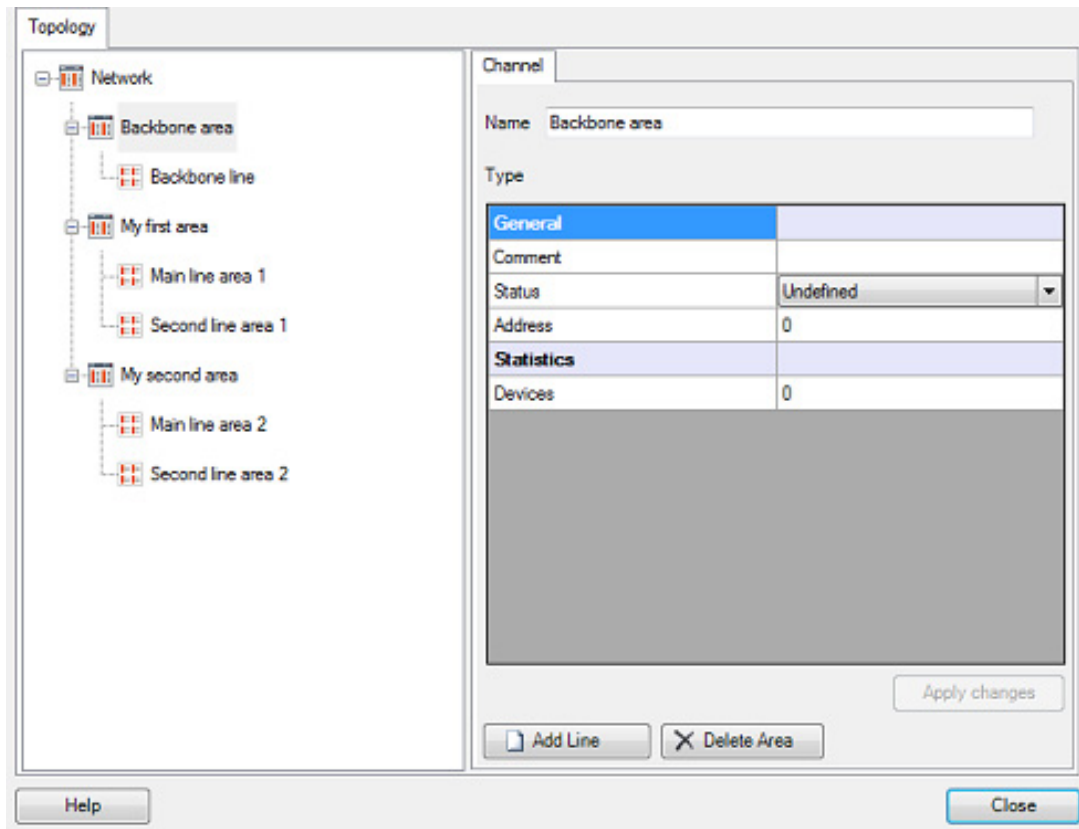 Topology
Network
Backbone area
Backbone line
My first area
Main line area 1
Second line area 1
My second area
Main line area 2
Second line area 2
Channel
Name Backbone area
Type
General
Comment
Status Undefined
Address 0
Statistics
Devices 0
Apply changes
Add Line Delete Area
Help Close